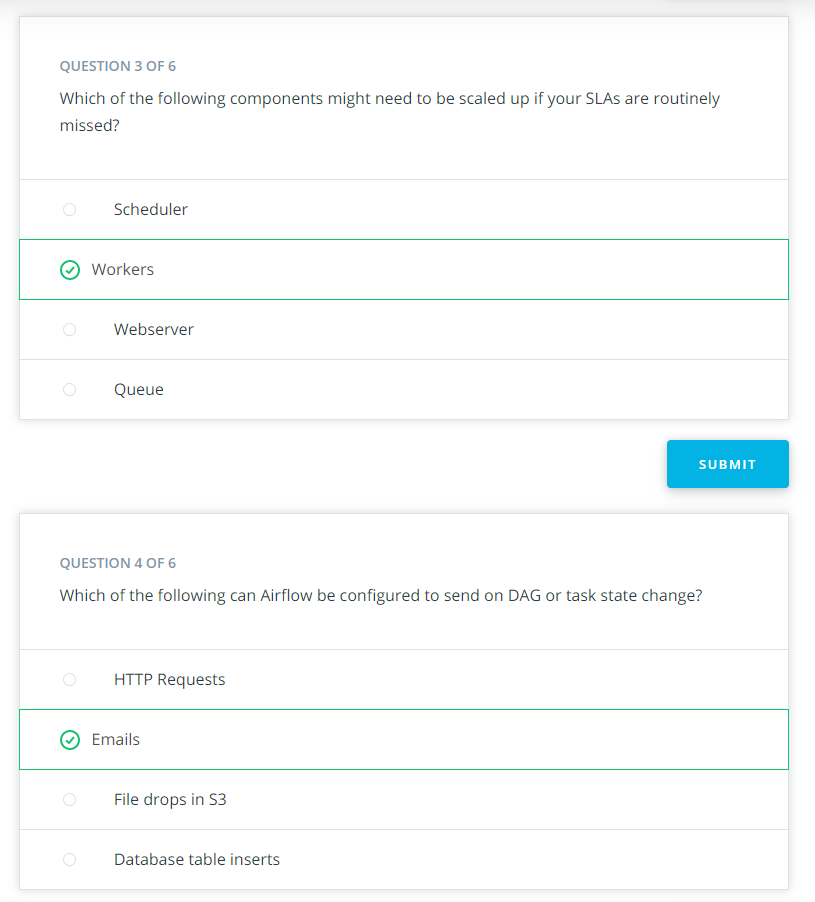 QUESTION 3 OF 6
Which of the following components might need to be scaled up if your SLAs are routinely
missed?
Scheduler
Workers
Webserver
Queue
SUBMIT
QUESTION 4 OF 6
Which of the following can Airflow be configured to send on DAG or task state change?
HTTP Requests
Emails
File drops in S3
Database table inserts